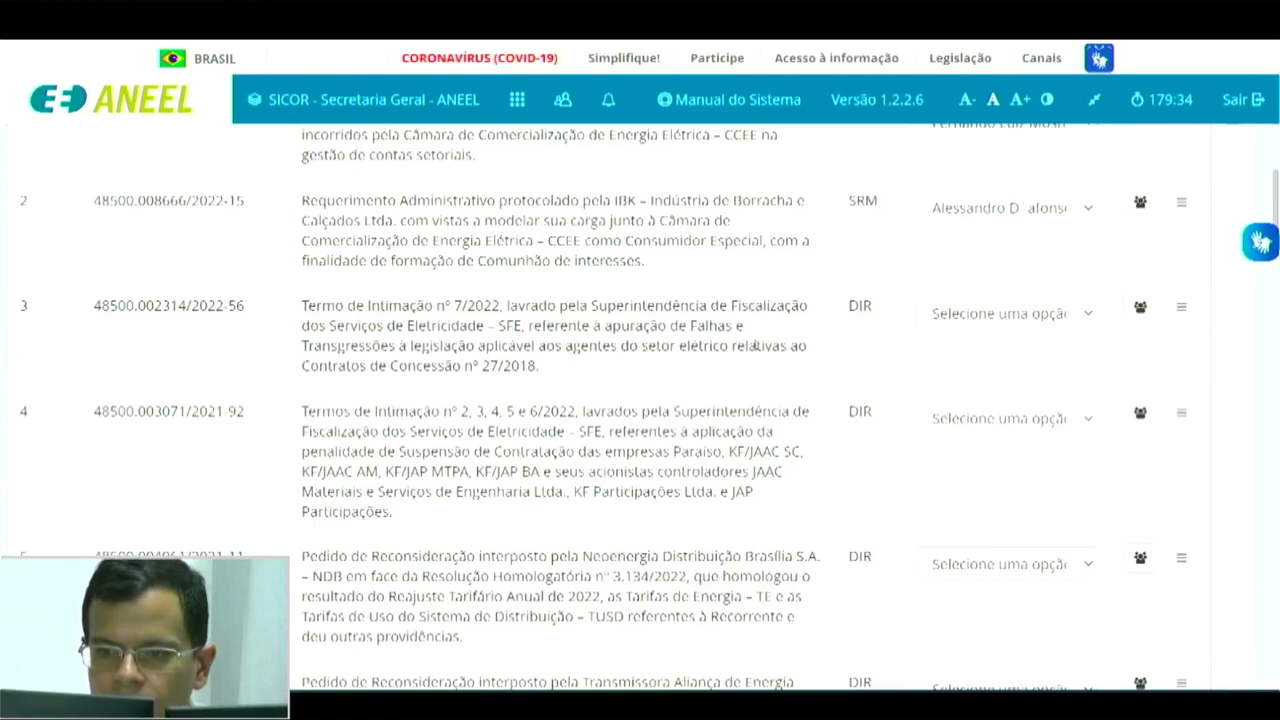 BRASIL
CORONAVÍRUS (COVID-19)
Simplifique!
Participe
Acesso à informação
Legislação
Canais
ANEEL
SICOR - Secretaria Geral - ANEEL
Manual do Sistema
Versão 1.2.2.6
A- A A+
179:34
Sair
incorridos pela Câmara de Comercialização de Energia Elétrica – CCEE na
gestão de contas setoriais.
2
48500.008666/2022-15
Requerimento Administrativo protocolado pela IBK – Indústria de Borracha e
Calçados Ltda. com vistas a modelar sua carga junto à Câmara de
Comercialização de Energia Elétrica – CCEE como Consumidor Especial, com a
finalidade de formação de Comunhão de interesses.
SRM
Alessandro D`afonse
3
48500.002314/2022-56
Termo de Intimação nº 7/2022, lavrado pela Superintendência de Fiscalização
dos Serviços de Eletricidade – SFE, referente à apuração de Falhas e
Transgressões à legislação aplicável aos agentes do setor elétrico relativas ao
Contratos de Concessão nº 27/2018.
DIR
Selecione uma opçã
4
48500.003071/2021-92
Termos de Intimação nº 2, 3, 4, 5 e 6/2022, lavrados pela Superintendência de
Fiscalização dos Serviços de Eletricidade – SFE, referentes à aplicação da
penalidade de Suspensão de Contratação das empresas Paraíso, KF/JAAC SC,
KF/JAAC AM, KF/JAP MTPA, KF/JAP BA e seus acionistas controladores JAAC
Materiais e Serviços de Engenharia Ltda., KF Participações Ltda. e JAP
Participações.
DIR
Selecione uma opçã
Pedido de Reconsideração interposto pela Neoenergia Distribuição Brasília S.A.
– NDB em face da Resolução Homologatória nº 3.134/2022, que homologou o
resultado do Reajuste Tarifário Anual de 2022, as Tarifas de Energia – TE e as
Tarifas de Uso do Sistema de Distribuição – TUSD referentes à Recorrente e
deu outras providências.
DIR
Selecione uma opçã
Pedido de Reconsideração interposto pela Transmissora Aliança de Energia
DIR